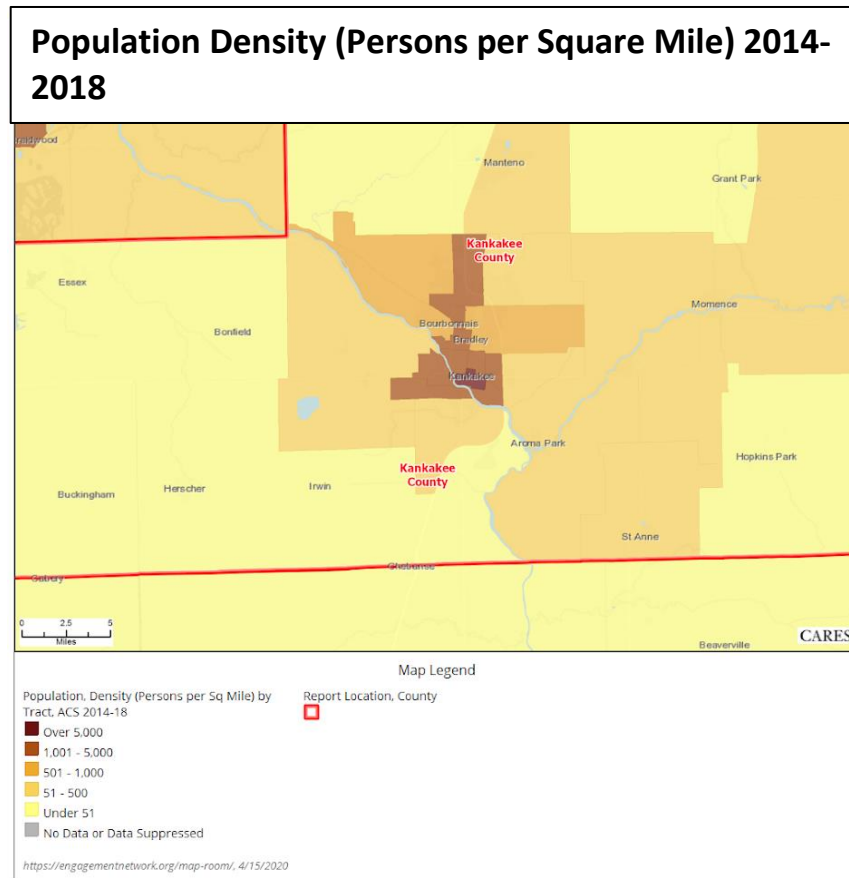 Population Density (Persons per Square Mile) 2014-
2018
Manteno
Grant Park
Kankakee
County
Essex
Momence
Bonfield
Bourbonnais
Bradley
Kankakee
Aroma Park
Kankakee
County
Hopkins Park
Buckingham
Herscher
Irwin
St Anne
0 2.5 5
Miles
CARES
Beaverville
Map Legend
Population, Density (Persons per Sq Mile) by
Tract, ACS 2014-18
Over 5,000
1,001 - 5,000
501 - 1,000
51 - 500
Under 51
No Data or Data Suppressed
Report Location, County
https://engagementnetwork.org/map-room/, 4/15/2020